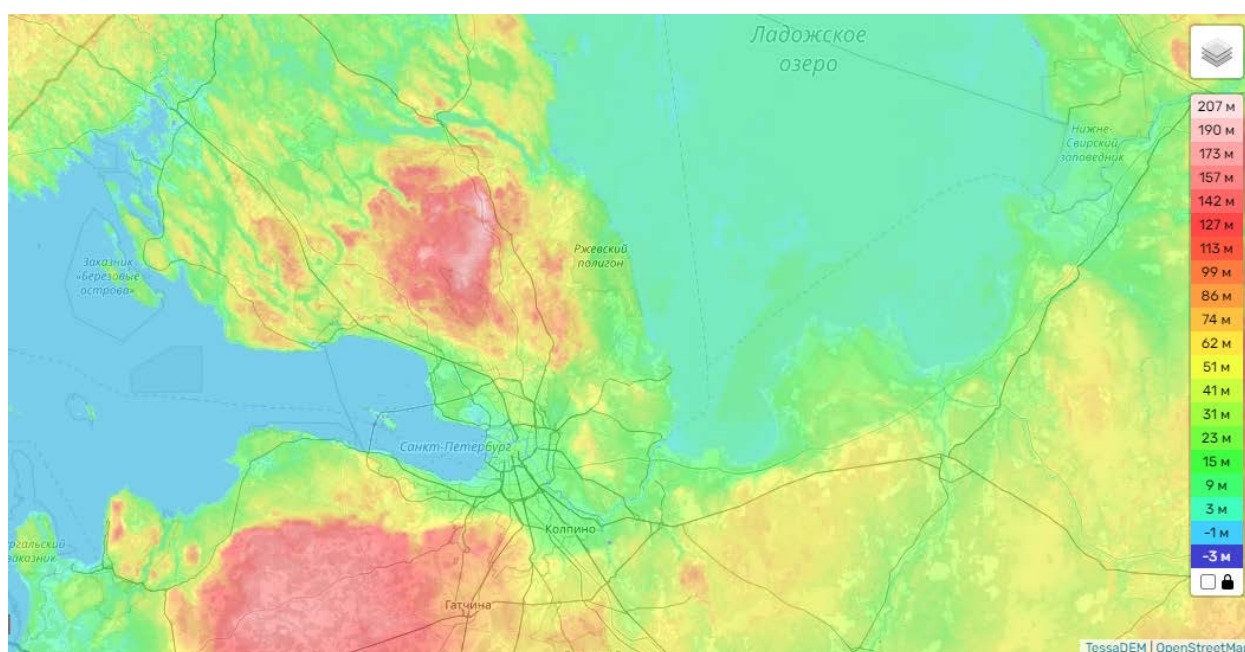 Ладожское
озеро
Нижне-
Свирский
заповедник
Ржевский
полигон
Заказник
«Березовые
острова»
Санкт-Петербург
Колпино
Гатчина
207 м
190 м
173 м
157 м
142 м
127 м
113 м
99 м
86 м
74 м
62 м
51 м
41 м
31 м
23 м
15 м
9 м
3 м
-1 м
-3 м
TessaDEM | OpenStreetMap